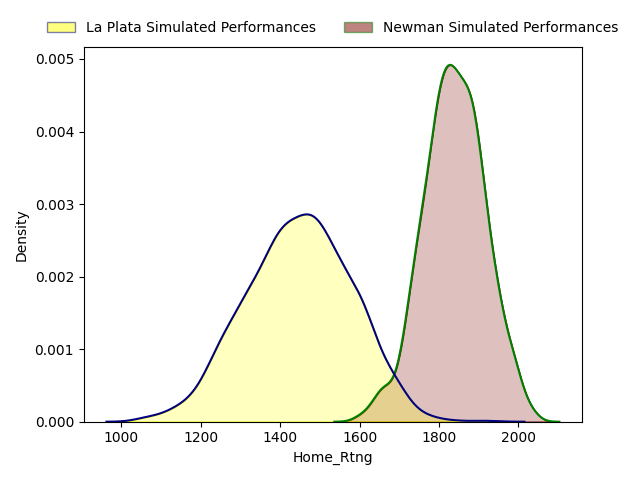 La Plata Simulated Performances
Newman Simulated Performances
0.005
0.004
0.003
0.002
0.001
0.000
Density
1000 1200 1400 1600 1800 2000
Home_Rtng